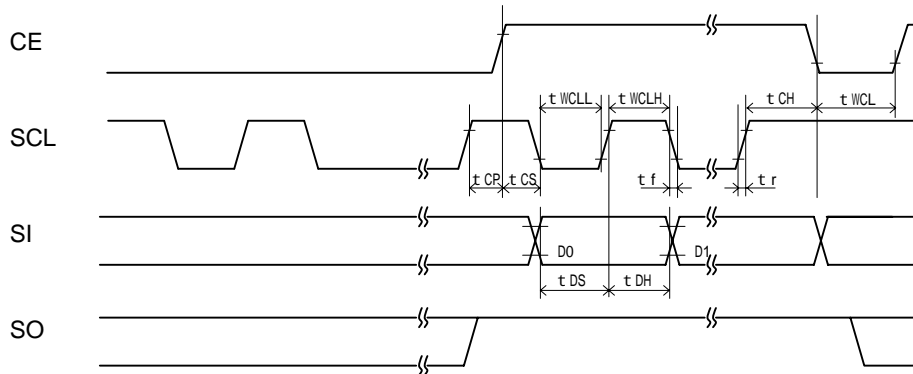 CE
t WCLL
t WCLH
t CH
t WCL
SCL
t CP
t CS
t f
t r
SI
D0
D1
t DS
t DH
SO